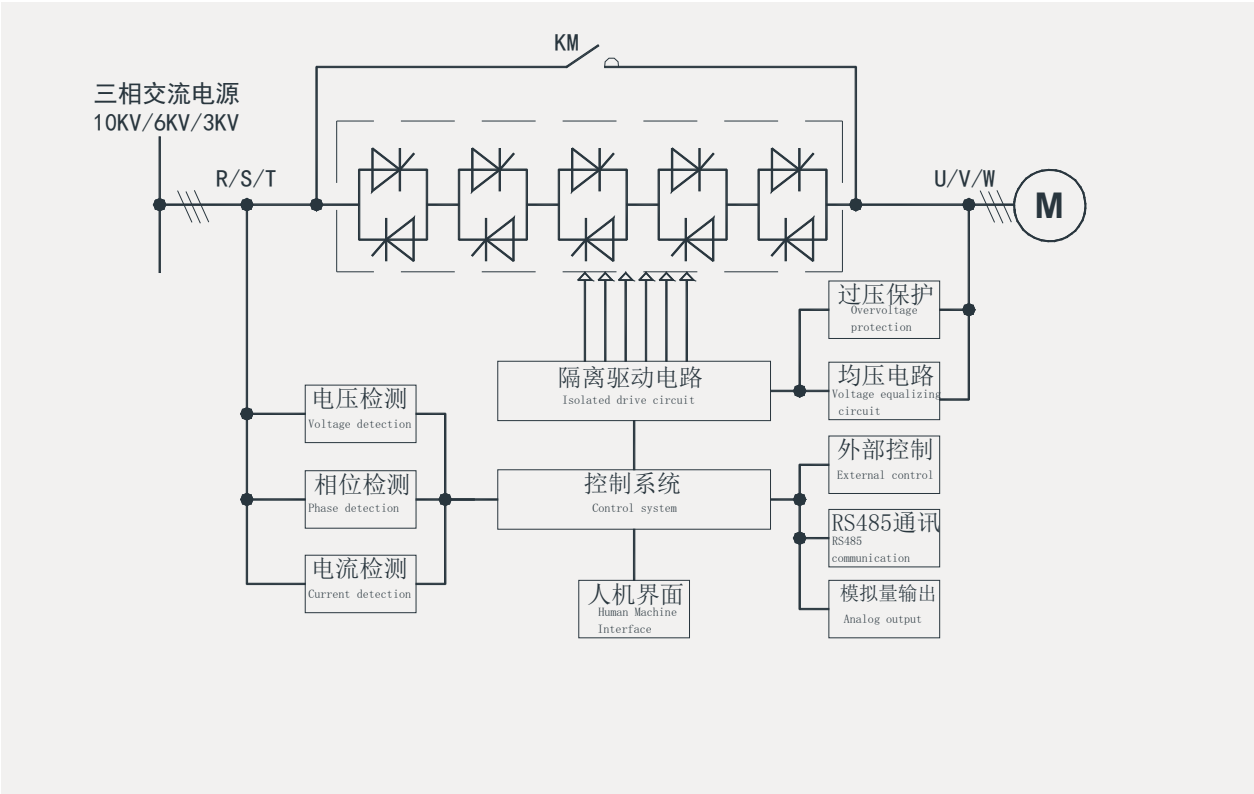 KM
三相交流电源
10KV/6KV/3KV
R/S/T
U/V/W
M
过压保护
Overvoltage
protection
隔离驱动电路
Isolated drive circuit
均压电路
Voltage equalizing
circuit
电压检测
Voltage detection
外部控制
External control
相位检测
Phase detection
控制系统
Control system
RS485通讯
RS485
communication
电流检测
Current detection
人机界面
Human Machine
Interface
模拟量输出
Analog output